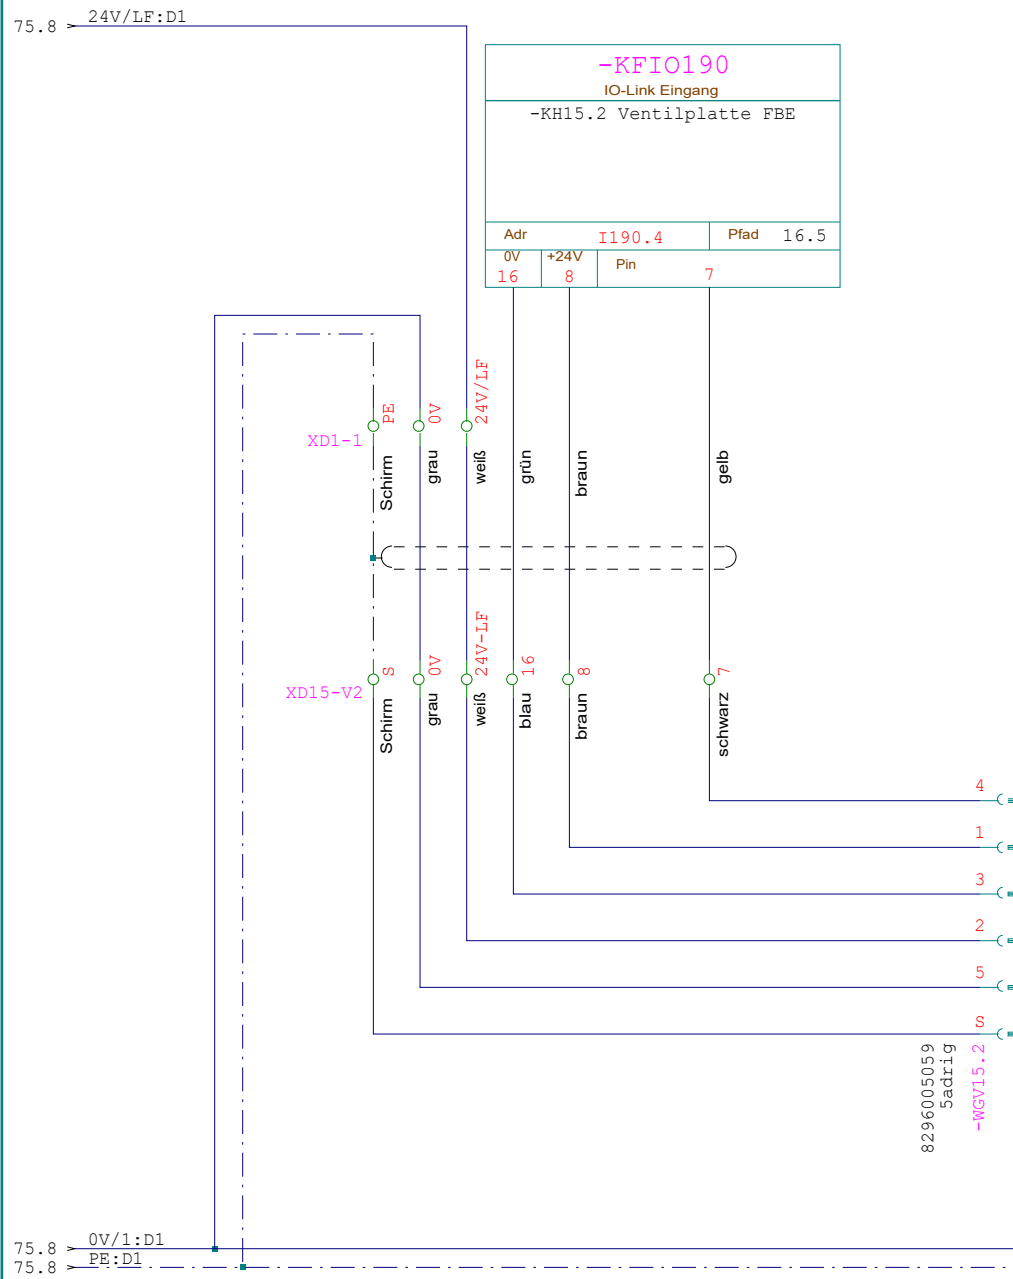 75.8 > 24V/LF:D1
-KFIO190
IO-Link Eingang
-KH15.2 Ventilplatte FBE
Adr I190.4 Pfad 16.5
0V +24V Pin
16 8 7
PE 0V 24V/LF
XD1-1
Schirm grau weiß grün braun gelb
S 0V 24V-LF 16 8 7
XD15-V2
Schirm grau weiß blau braun schwarz
4
1
3
2
5
S
8296005059
5adrig
-WGV15.2
75.8 > 0V/1:D1
75.8 > PE:D1